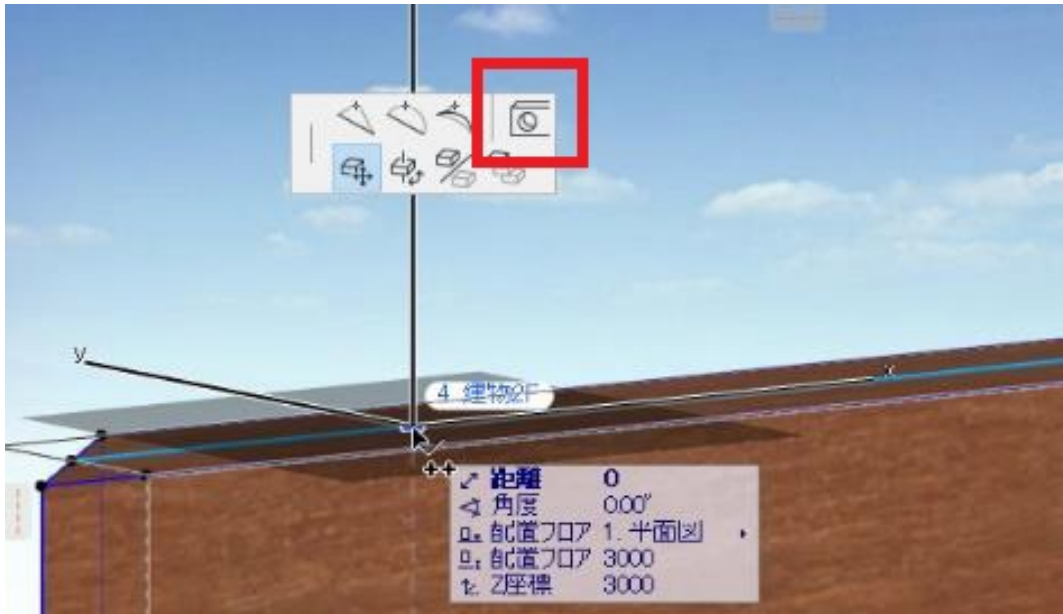 y
x
4. 建物2F
距離 0
角度 0.00°
配置フロア 1. 平面図
配置フロア 3000
Z座標 3000